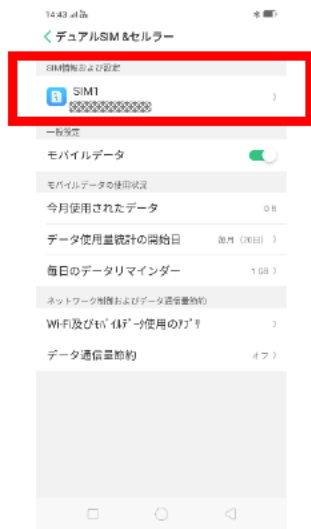 14:43
デュアルSIM &セルラー
SIM情報および設定
1 SIM1
一般設定
モバイルデータ
モバイルデータの使用状況
今月使用されたデータ 0 B
データ使用量統計の開始日 毎月（20日）
毎日のデータリマインダー 1 GB
ネットワーク制御およびデータ通信量節約
Wi-Fi及びﾓﾊﾞｲﾙﾃﾞｰﾀ使用のｱﾌﾟﾘ
データ通信量節約 オフ